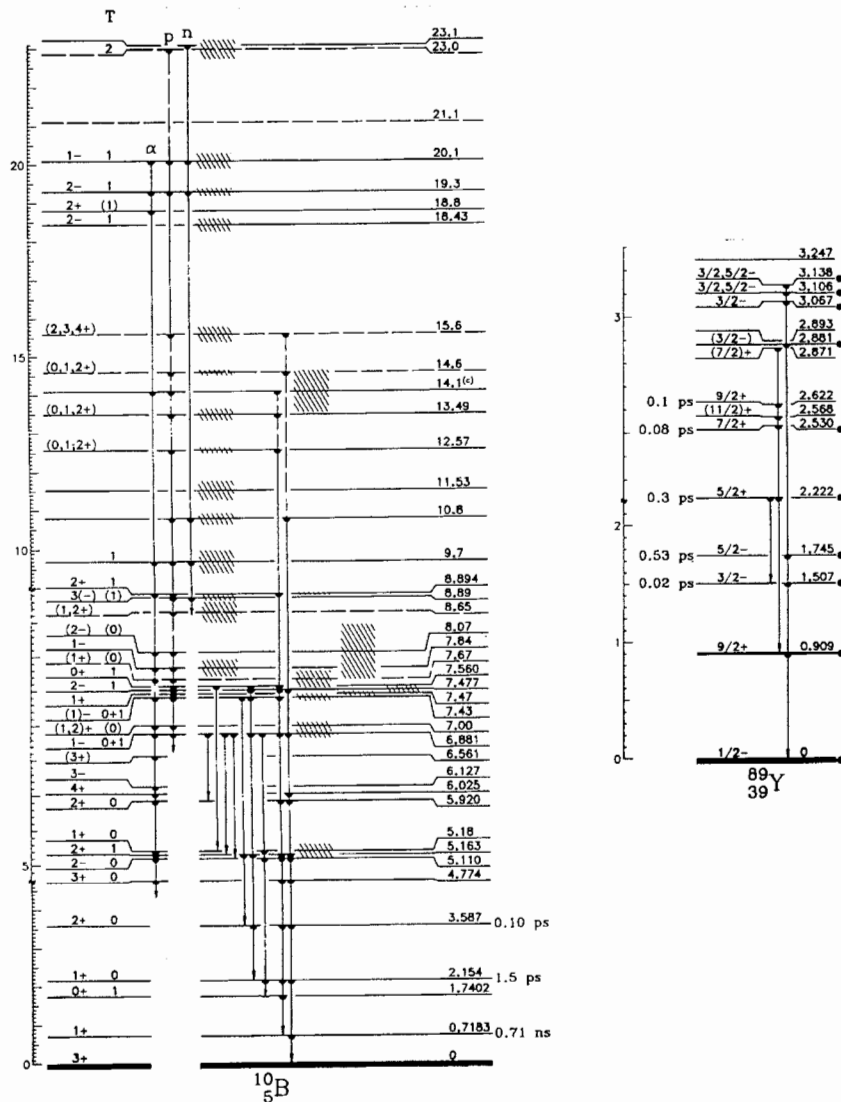 T
p n
23,1
2 23,0
21,1
α
20
1- 1 20,1
2- 1 19,3
2+ (1) 18,8
2- 1 18,43
(2,3,4+) 15,6
15
(0,1,2+) 14,6
14,1(c)
(0,1,2+) 13,49
(0,1,2+) 12,57
11,53
10,8
10
1 9,7
2+ 1 8,894
3(-) (1) 8,89
(1,2+) 8,65
(2-) (0) 8,07
1- 7,84
(1+) (0) 7,67
0+ 1 7,560
2- 1 7,477
1+ 7,47
(1)- 0+1 7,43
(1,2)+ (0) 7,00
1- 0+1 6,881
(3+) 6,561
3- 6,127
4+ 6,025
2+ 0 5,920
1+ 0 5,18
2+ 1 5,163
2- 0 5,110
5
3+ 0 4,774
2+ 0 3,587 0.10 ps
1+ 0 2,154 1.5 ps
0+ 1 1,7402
1+ 0,7183 0.71 ns
3+ 0
0
10
5 B
3,247
3/2,5/2- 3,138
3/2,5/2- 3,106
3/2- 3,067
3
2,893
(3/2-) 2,881
(7/2)+ 2,871
0.1 ps 9/2+ 2,622
(11/2)+ 2,568
0.08 ps 7/2+ 2,530
0.3 ps 5/2+ 2,222
2
0.53 ps 5/2- 1,745
0.02 ps 3/2- 1,507
1
9/2+ 0,909
0 1/2- 0
89
39 Y